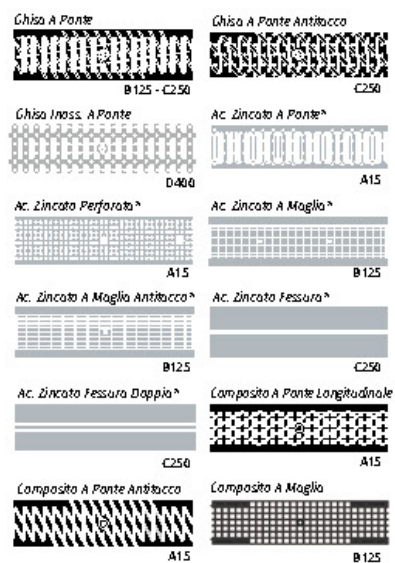 Ghisa A Ponte
B125 - C250
Ghisa A Ponte Antitacco
C250
Ghisa Inoss. A Ponte
D400
Ac. Zincato A Ponte*
A15
Ac. Zincato Perforata*
A15
Ac. Zincato A Maglia*
B125
Ac. Zincato A Maglia Antitacco*
B125
Ac. Zincato Fessura*
C250
Ac. Zincato Fessura Doppia*
C250
Composito A Ponte Longitudinale
A15
Composito A Ponte Antitacco
A15
Composito A Maglia
B125